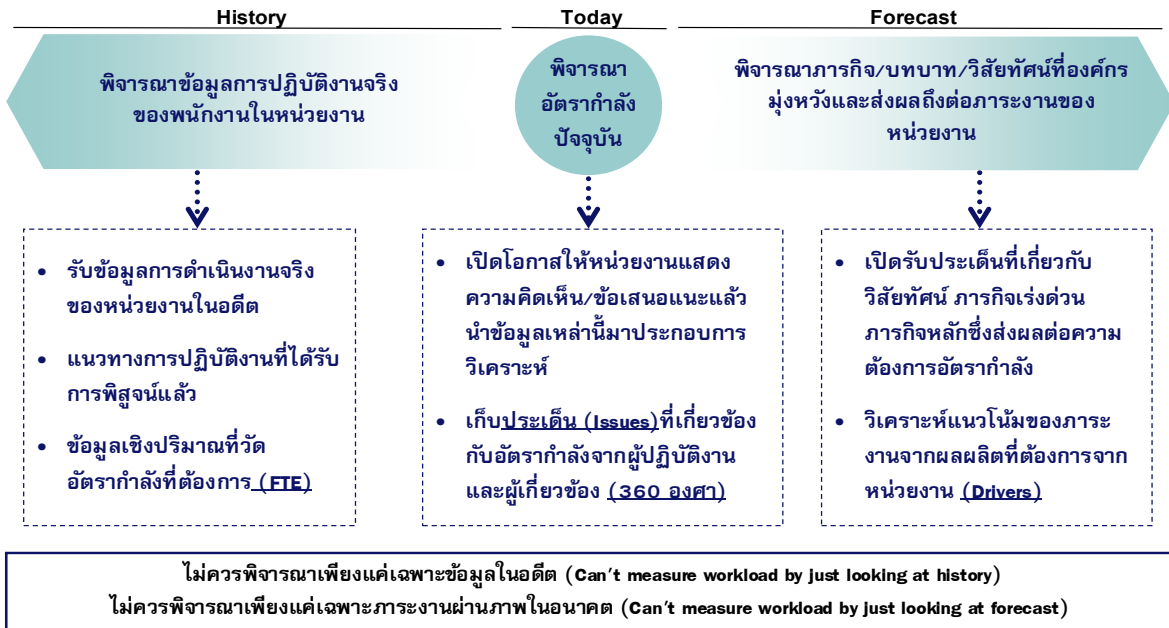 History
Today
Forecast
พิจารณาข้อมูลการปฏิบัติงานจริง
ของพนักงานในหน่วยงาน
พิจารณา
อัตรากำลัง
ปัจจุบัน
พิจารณาภารกิจ/บทบาท/วิสัยทัศน์ที่องค์กร
มุ่งหวังและส่งผลถึงต่อภาระงานของ
หน่วยงาน
• รับข้อมูลการดำเนินงานจริง
ของหน่วยงานในอดีต
• แนวทางการปฏิบัติงานที่ได้รับ
การพิสูจน์แล้ว
• ข้อมูลเชิงปริมาณที่วัด
อัตรากำลังที่ต้องการ (FTE)
• เปิดโอกาสให้หน่วยงานแสดง
ความคิดเห็น/ข้อเสนอแนะแล้ว
นำข้อมูลเหล่านี้มาประกอบการ
วิเคราะห์
• เก็บประเด็น (Issues)ที่เกี่ยวข้อง
กับอัตรากำลังจากผู้ปฏิบัติงาน
และผู้เกี่ยวข้อง (360 องศา)
• เปิดรับประเด็นที่เกี่ยวกับ
วิสัยทัศน์ ภารกิจเร่งด่วน
ภารกิจหลักซึ่งส่งผลต่อความ
ต้องการอัตรากำลัง
• วิเคราะห์แนวโน้มของภาระ
งานจากผลผลิตที่ต้องการจาก
หน่วยงาน (Drivers)
ไม่ควรพิจารณาเพียงแค่เฉพาะข้อมูลในอดีต (Can't measure workload by just looking at history)
ไม่ควรพิจารณาเพียงแค่เฉพาะภาระงานผ่านภาพในอนาคต (Can't measure workload by just looking at forecast)